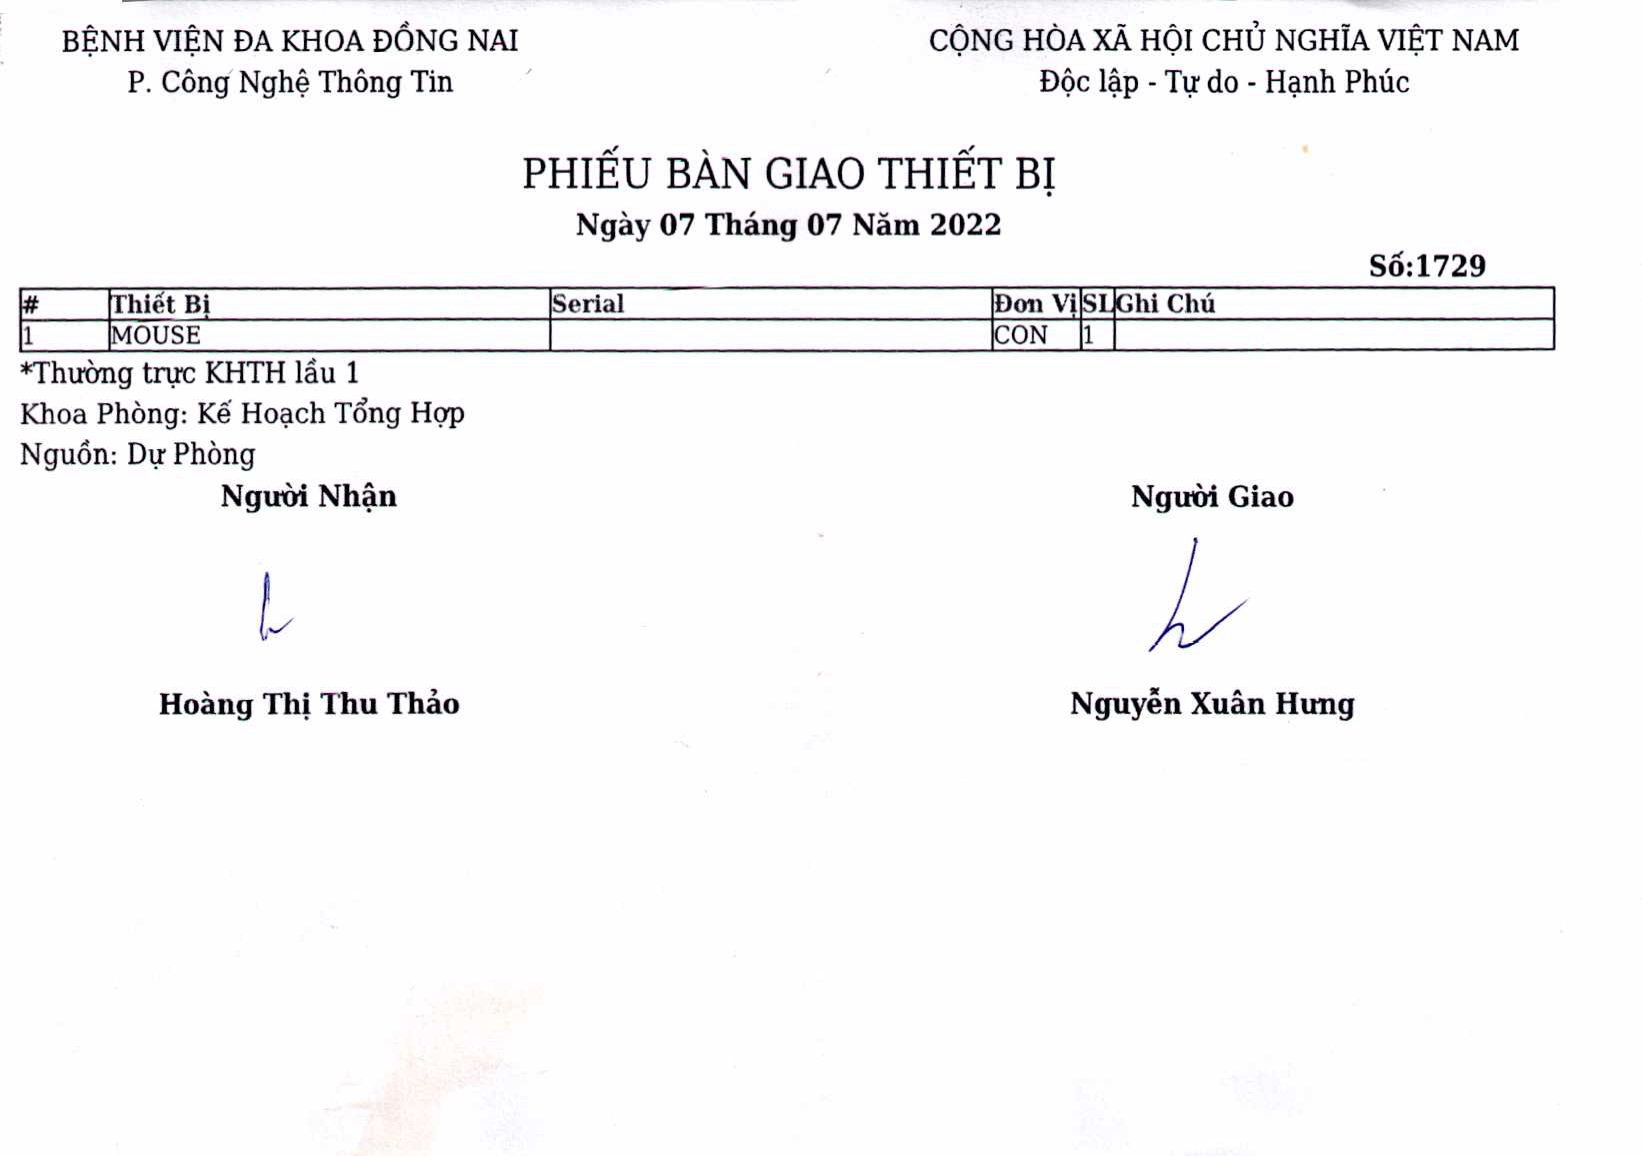 BỆNH VIỆN ĐA KHOA ĐỒNG NAI
P. Công Nghệ Thông Tin
CỘNG HÒA XÃ HỘI CHỦ NGHĨA VIỆT NAM
Độc lập - Tự do - Hạnh Phúc
PHIẾU BÀN GIAO THIẾT BỊ
Ngày 07 Tháng 07 Năm 2022
Số:1729
# Thiết Bị Serial Đơn Vị SL Ghi Chú
1 MOUSE CON 1
*Thường trực KHTH lầu 1
Khoa Phòng: Kế Hoạch Tổng Hợp
Nguồn: Dự Phòng
Người Nhận Người Giao
Hoàng Thị Thu Thảo Nguyễn Xuân Hưng